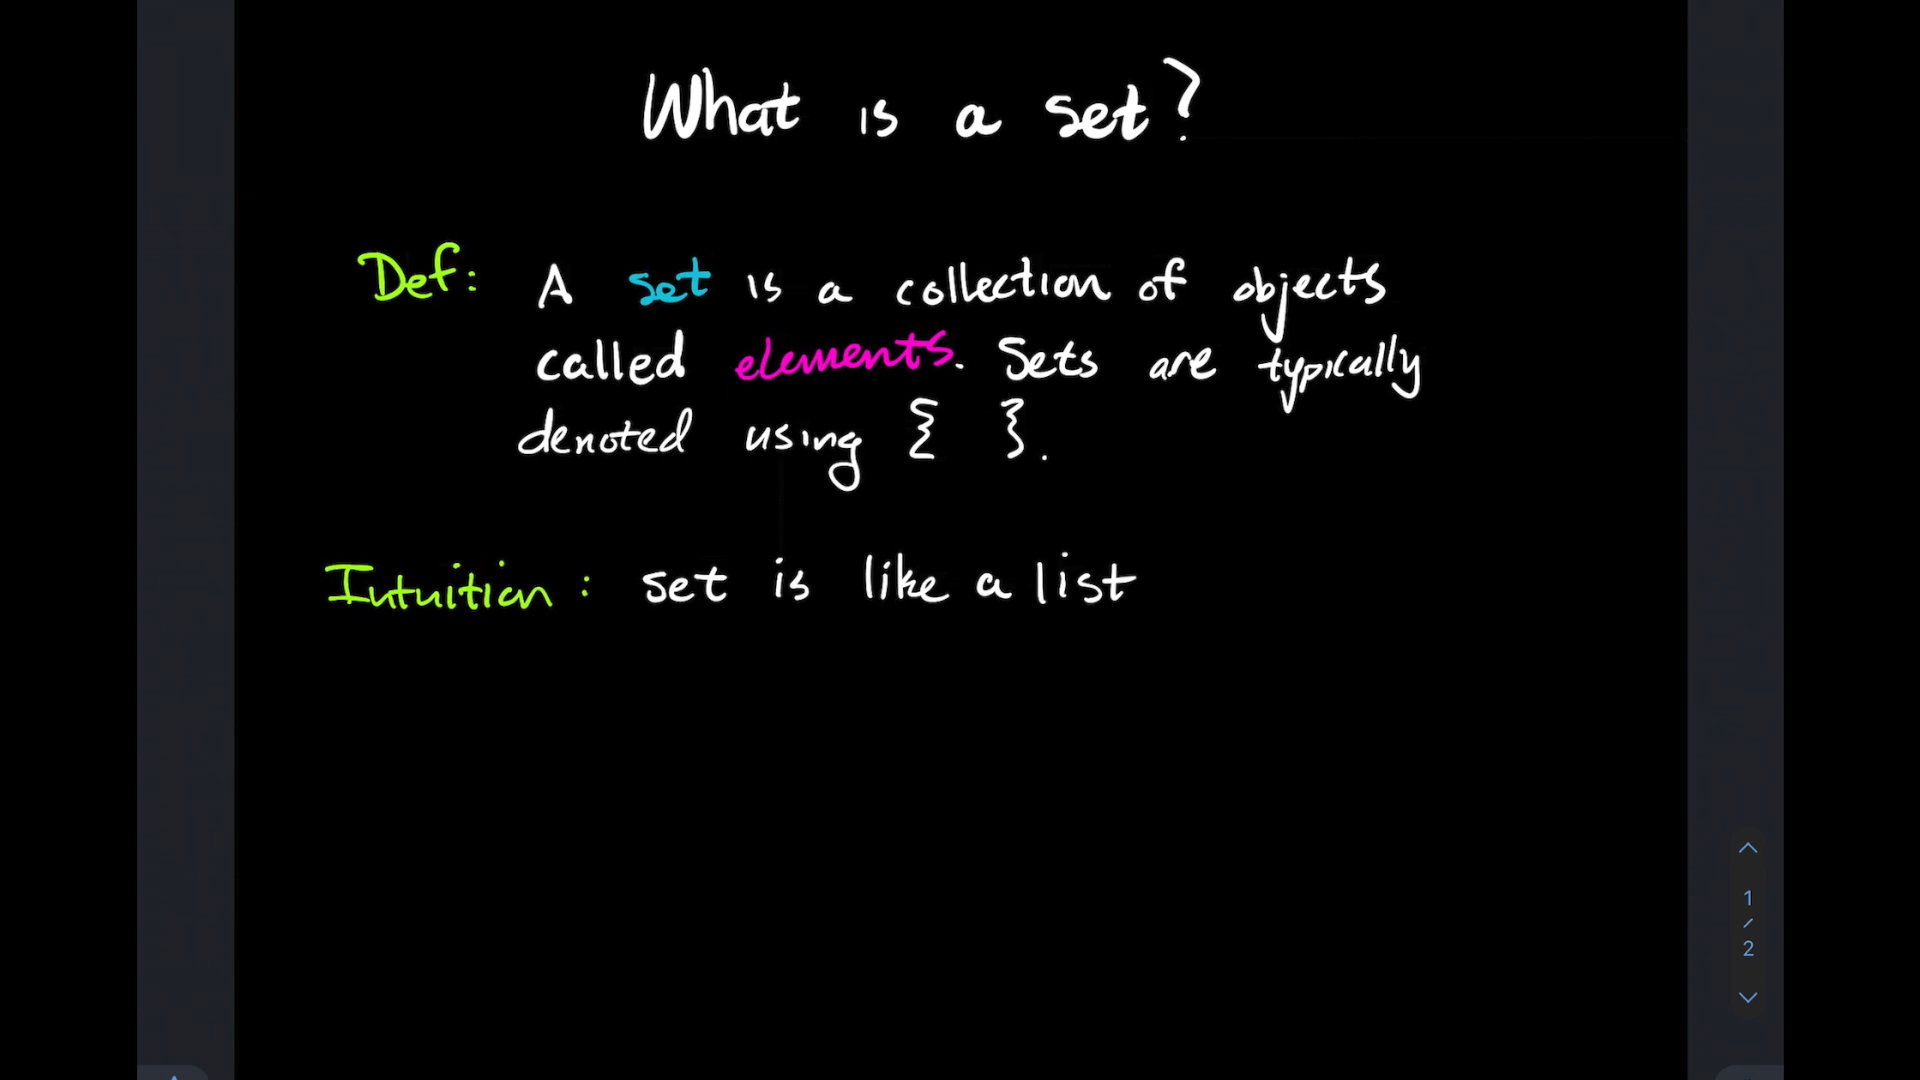 What is a set?
Def: A set is a collection of objects
called elements. Sets are typically
denoted using { }.
Intuition: set is like a list
1
/
2